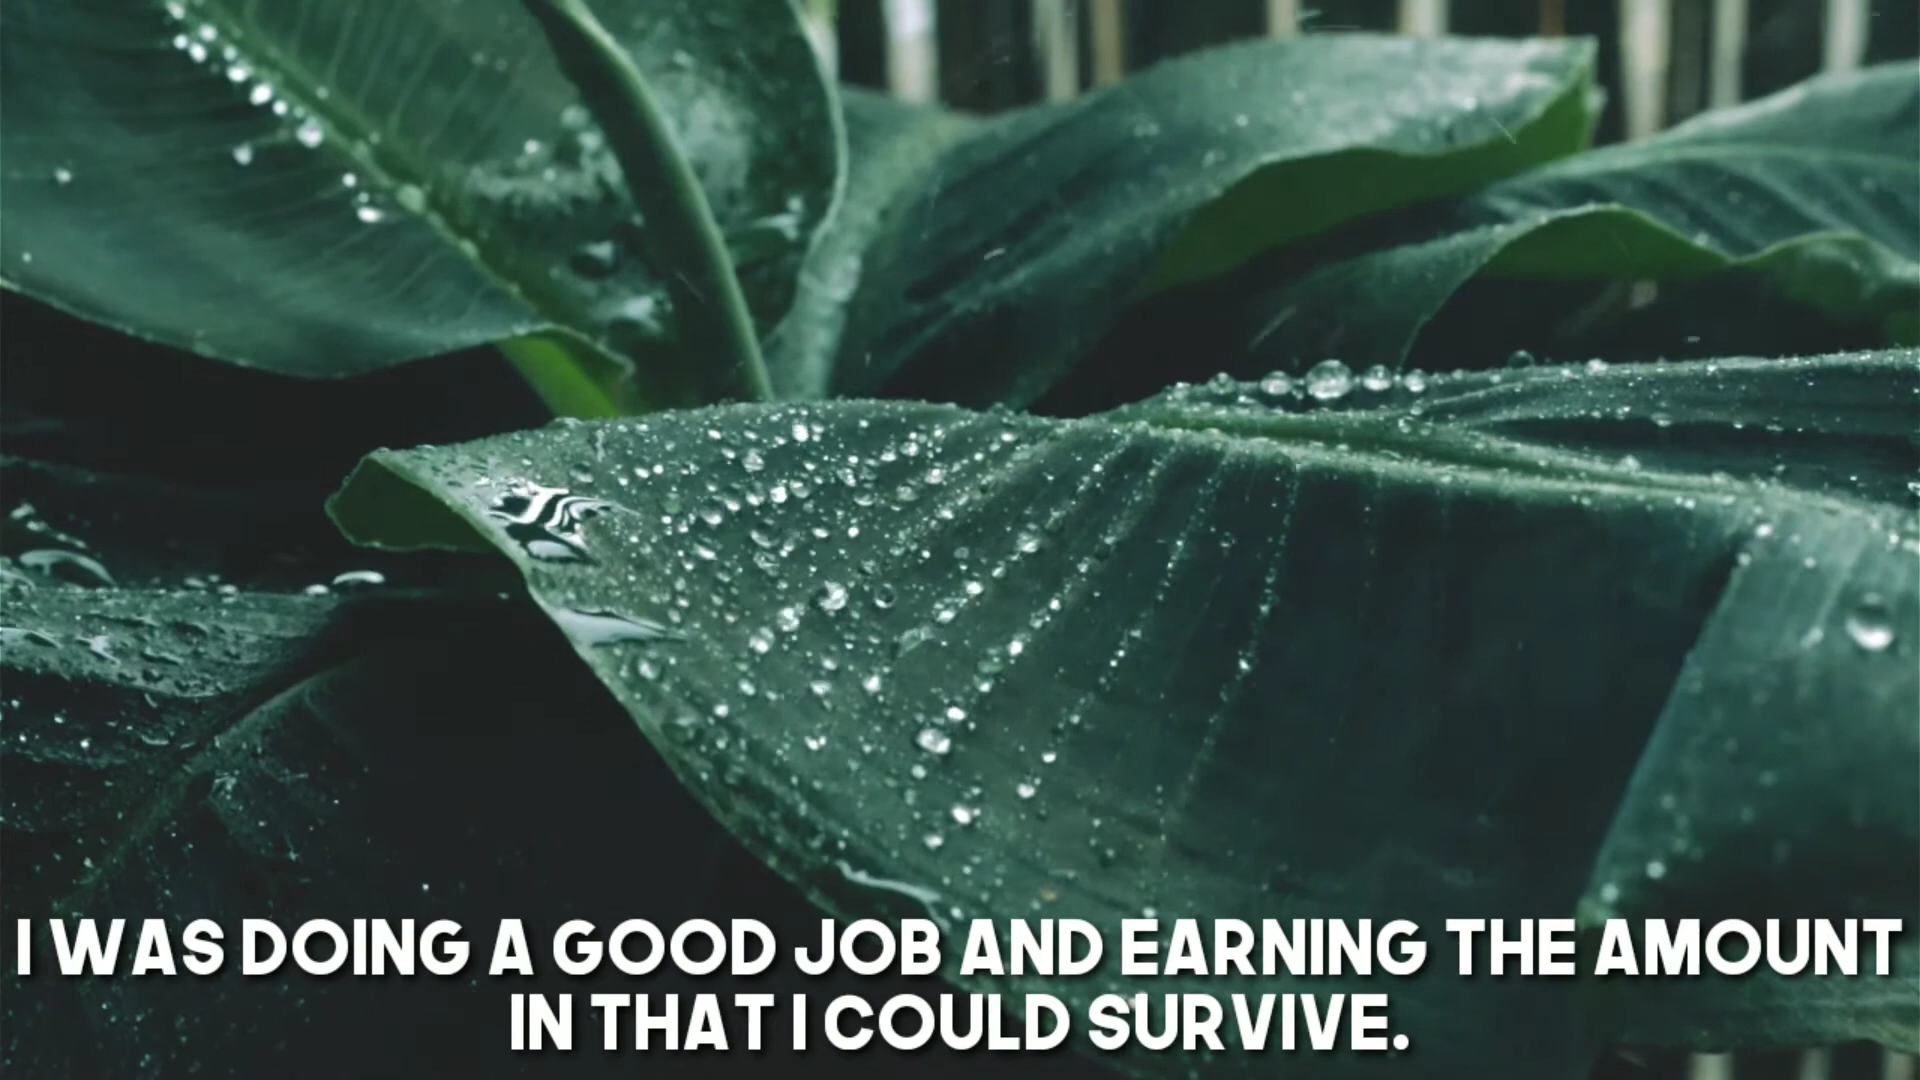 I WAS DOING A GOOD JOB AND EARNING THE AMOUNT
IN THAT I COULD SURVIVE.